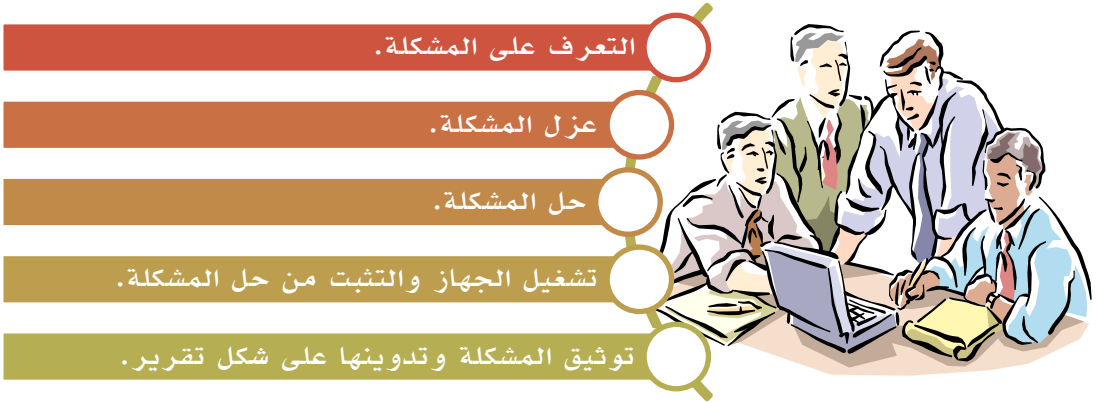 التعرف على المشكلة.
عزل المشكلة.
حل المشكلة.
تشغيل الجهاز والتثبت من حل المشكلة.
توثيق المشكلة وتدوينها على شكل تقرير.